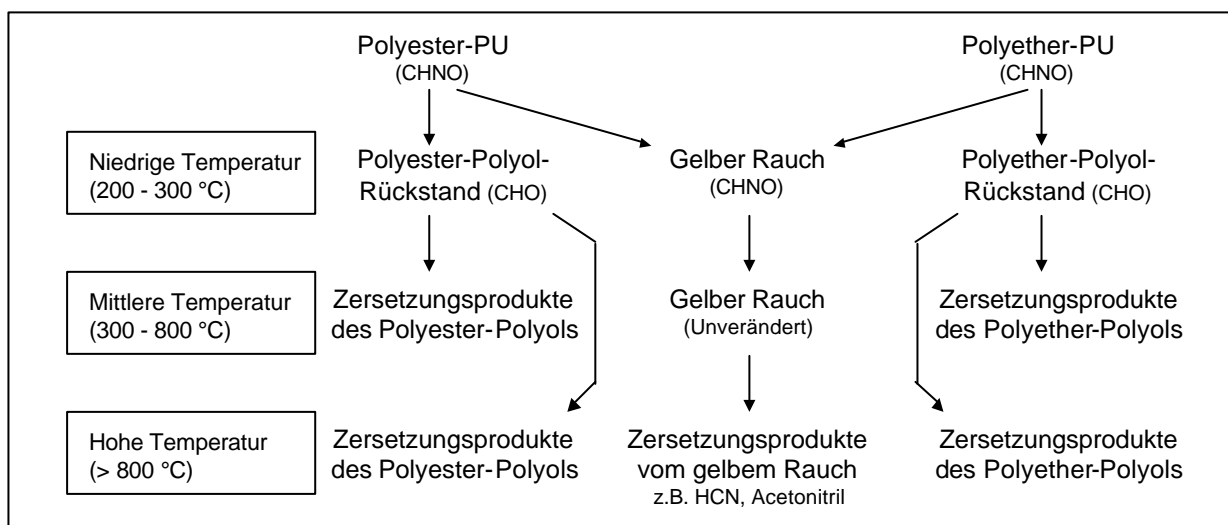 Polyester-PU
(CHNO)
Polyether-PU
(CHNO)
Niedrige Temperatur
(200 - 300 °C)
Polyester-Polyol-
Rückstand (CHO)
Gelber Rauch
(CHNO)
Polyether-Polyol-
Rückstand (CHO)
Mittlere Temperatur
(300 - 800 °C)
Zersetzungsprodukte
des Polyester-Polyols
Gelber Rauch
(Unverändert)
Zersetzungsprodukte
des Polyether-Polyols
Hohe Temperatur
(> 800 °C)
Zersetzungsprodukte
des Polyester-Polyols
Zersetzungsprodukte
vom gelbem Rauch
z.B. HCN, Acetonitril
Zersetzungsprodukte
des Polyether-Polyols